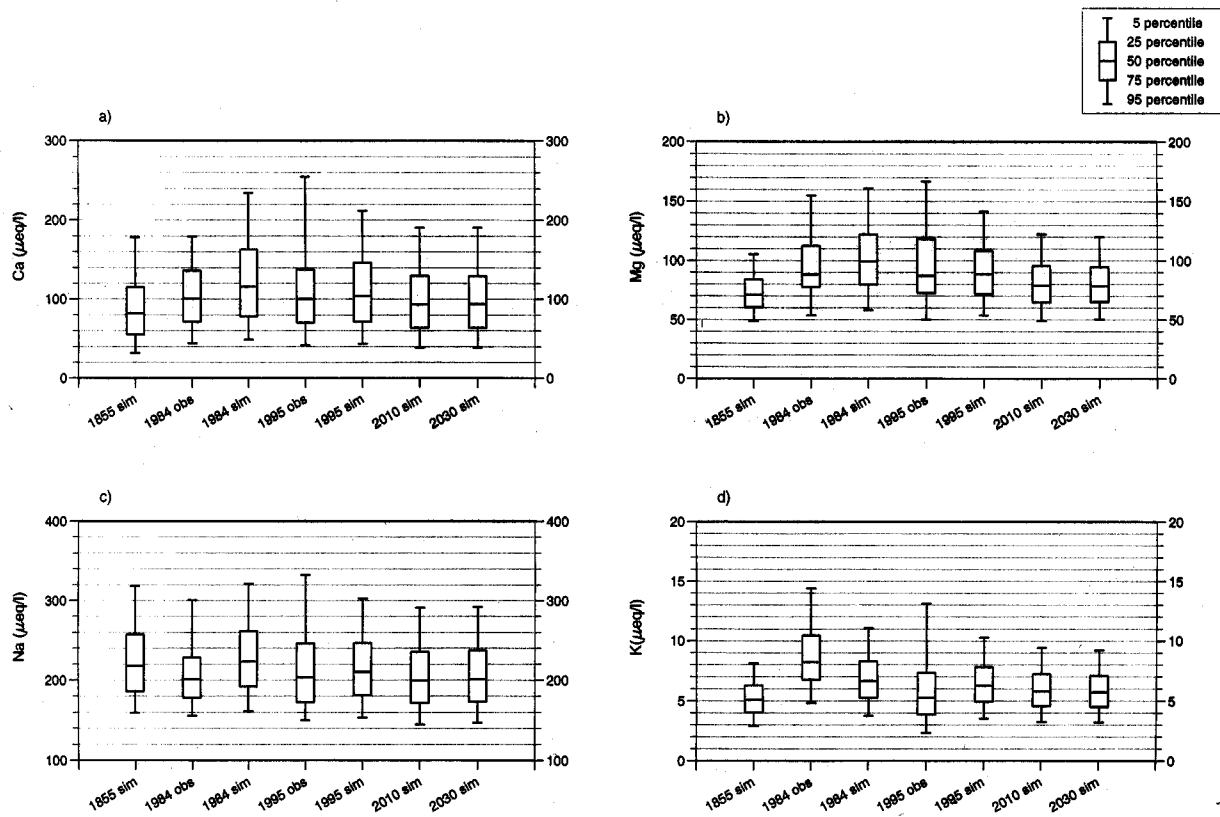 5 percentile
25 percentile
50 percentile
75 percentile
95 percentile
a)
300
200
100
0
Ca (µeq/l)
300
200
100
0
1855 sim
1984 obs
1984 sim
1995 obs
1995 sim
2010 sim
2030 sim
b)
200
150
100
50
0
Mg (µeq/l)
200
150
100
50
0
1855 sim
1984 obs
1984 sim
1995 obs
1995 sim
2010 sim
2030 sim
c)
400
300
200
100
Na (µeq/l)
400
300
200
100
1855 sim
1984 obs
1984 sim
1995 obs
1995 sim
2010 sim
2030 sim
d)
20
15
10
5
0
K(µeq/l)
20
15
10
5
0
1855 sim
1984 obs
1984 sim
1995 obs
1995 sim
2010 sim
2030 sim